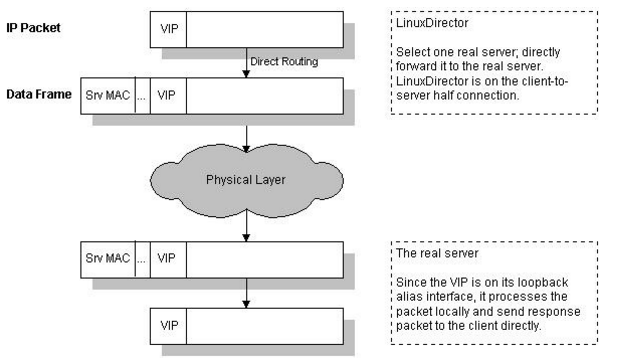 IP Packet
VIP
LinuxDirector
Select one real server; directly
forward it to the real server.
LinuxDirector is on the client-to-
server half connection.
Direct Routing
Data Frame
Srv MAC
...
VIP
Physical Layer
Srv MAC
...
VIP
The real server
Since the VIP is on its loopback
alias interface, it processes the
packet locally and send response
packet to the client directly.
VIP